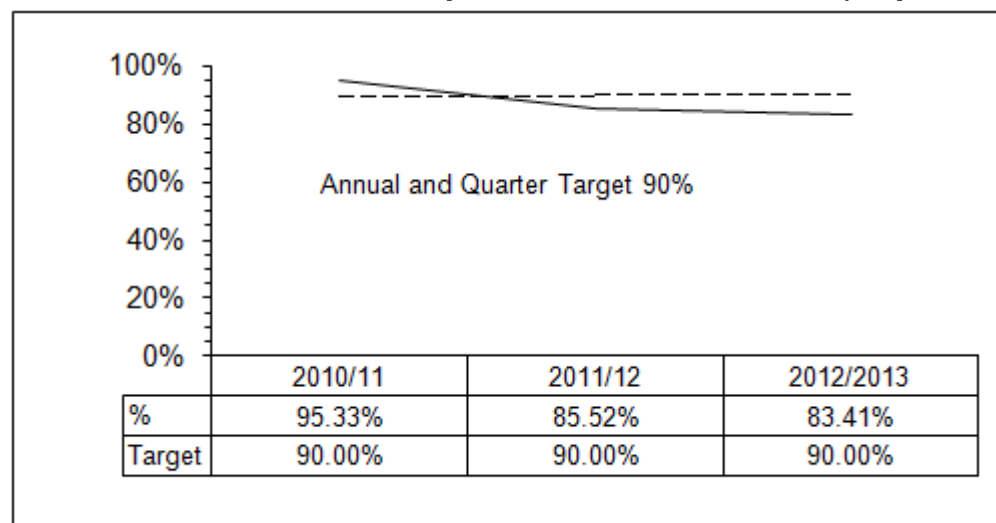 100%
80%
60%
Annual and Quarter Target 90%
40%
20%
0%
2010/11 2011/12 2012/2013
% 95.33% 85.52% 83.41%
Target 90.00% 90.00% 90.00%